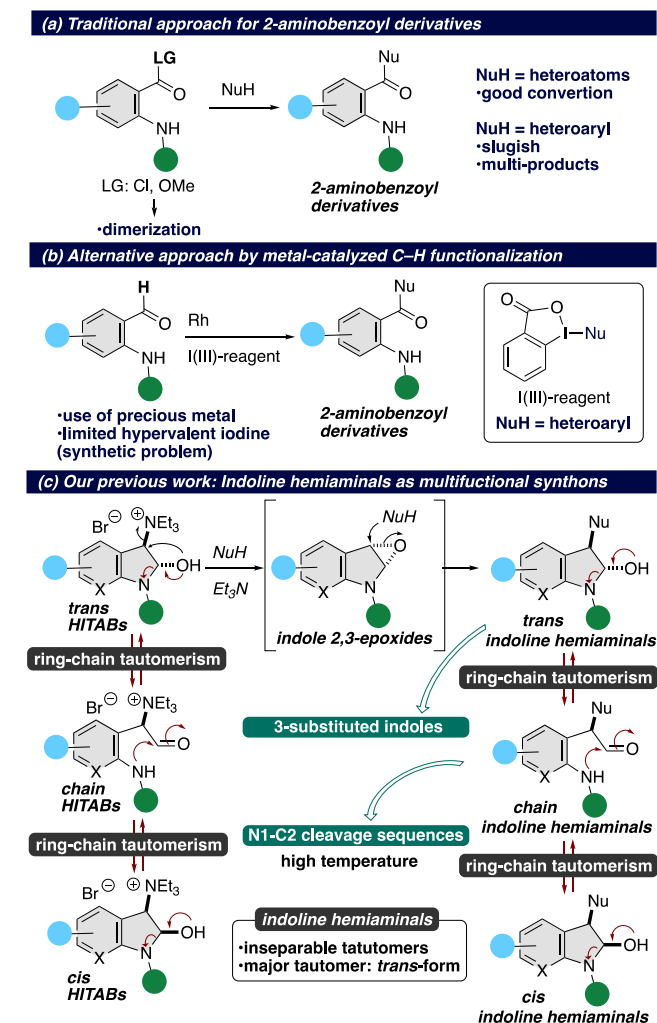 (a) Traditional approach for 2-aminobenzoyl derivatives
LG
O
NH
LG: Cl, OMe
•dimerization
NuH
Nu
O
NH
2-aminobenzoyl
derivatives
NuH = heteroatoms
•good convertion
NuH = heteroaryl
•slugish
•multi-products
(b) Alternative approach by metal-catalyzed C–H functionalization
H
O
NH
•use of precious metal
•limited hypervalent iodine
(synthetic problem)
Rh
I(III)-reagent
Nu
O
NH
2-aminobenzoyl
derivatives
O
O
I–Nu
I(III)-reagent
NuH = heteroaryl
(c) Our previous work: Indoline hemiaminals as multifuctional synthons
Br⊖ ⊕
NEt3
OH
N
X
trans
HITABs
NuH
Et3N
NuH
O
N
X
indole 2,3-epoxides
Nu
OH
N
X
trans
indoline hemiaminals
ring-chain tautomerism
ring-chain tautomerism
3-substituted indoles
Br⊖ ⊕
NEt3
O
NH
X
chain
HITABs
N1-C2 cleavage sequences
high temperature
Nu
O
NH
X
chain
indoline hemiaminals
ring-chain tautomerism
ring-chain tautomerism
Br⊖ ⊕
NEt3
OH
N
X
cis
HITABs
indoline hemiaminals
•inseparable tatutomers
•major tautomer: trans-form
Nu
OH
N
X
cis
indoline hemiaminals